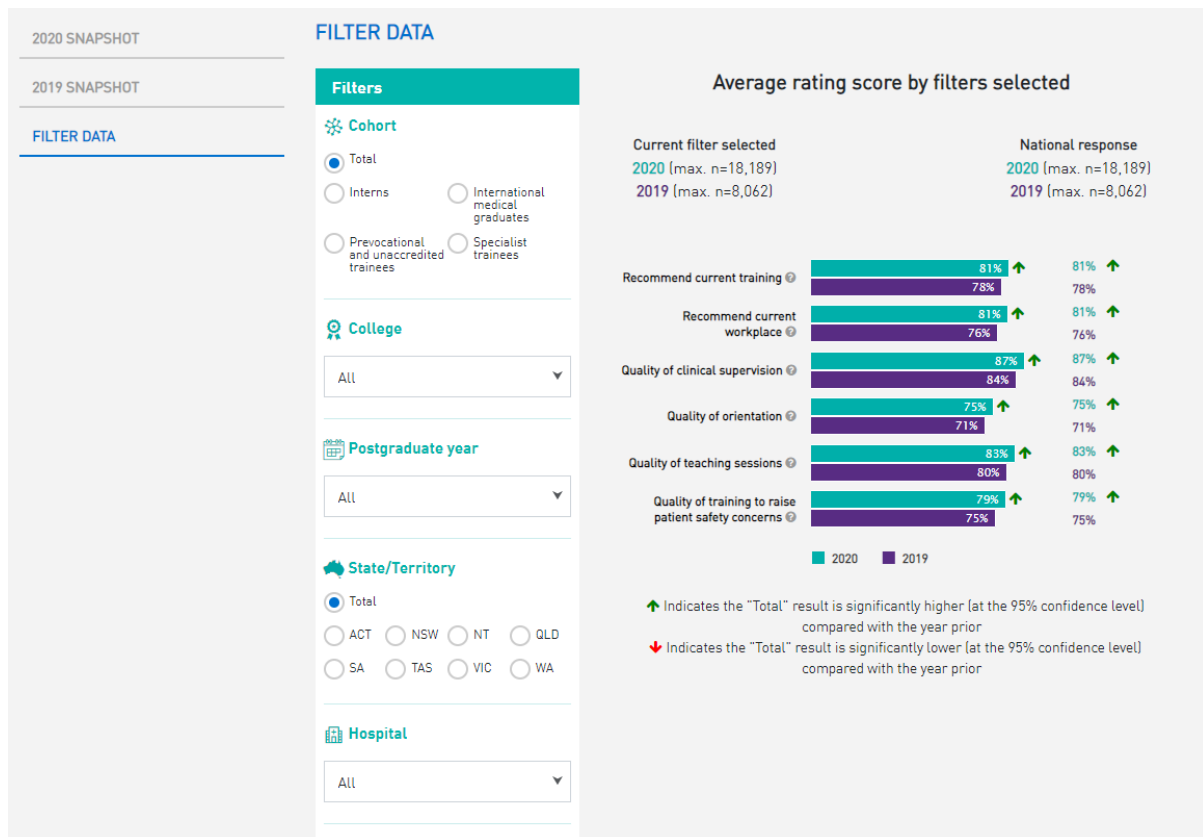 2020 SNAPSHOT
2019 SNAPSHOT
FILTER DATA
FILTER DATA
Filters
Cohort
Total
Interns
International
medical
graduates
Prevocational
and unaccredited
trainees
Specialist
trainees
College
All
Postgraduate year
All
State/Territory
Total
ACT
NSW
NT
QLD
SA
TAS
VIC
WA
Hospital
All
Average rating score by filters selected
Current filter selected
2020 (max. n=18,189)
2019 (max. n=8,062)
National response
2020 (max. n=18,189)
2019 (max. n=8,062)
Recommend current training ?
81%
78%
81%
78%
Recommend current
workplace ?
81%
76%
81%
76%
Quality of clinical supervision ?
87%
84%
87%
84%
Quality of orientation ?
75%
71%
75%
71%
Quality of teaching sessions ?
83%
80%
83%
80%
Quality of training to raise
patient safety concerns ?
79%
75%
79%
75%
2020
2019
Indicates the "Total" result is significantly higher (at the 95% confidence level)
compared with the year prior
Indicates the "Total" result is significantly lower (at the 95% confidence level)
compared with the year prior